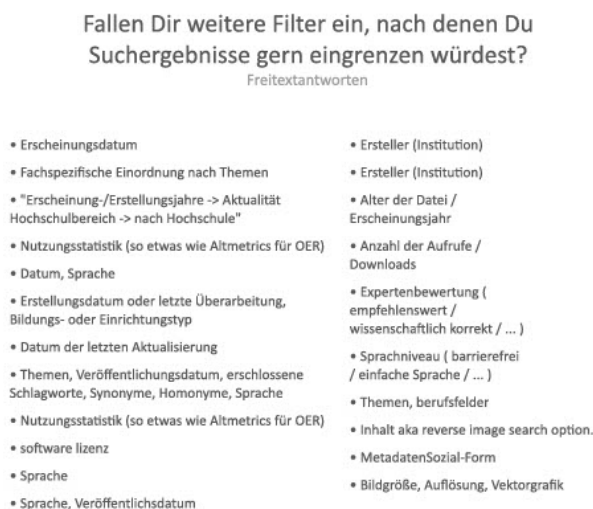 Fallen Dir weitere Filter ein, nach denen Du
Suchergebnisse gern eingrenzen würdest?
Freitextantworten
• Erscheinungsdatum
• Fachspezifische Einordnung nach Themen
• "Erscheinung-/Erstellungsjahre -> Aktualität
Hochschulbereich -> nach Hochschule"
• Nutzungsstatistik (so etwas wie Altmetrics für OER)
• Datum, Sprache
• Erstellungsdatum oder letzte Überarbeitung,
Bildungs- oder Einrichtungstyp
• Datum der letzten Aktualisierung
• Themen, Veröffentlichungsdatum, erschlossene
Schlagworte, Synonyme, Homonyme, Sprache
• Nutzungsstatistik (so etwas wie Altmetrics für OER)
• software lizenz
• Sprache
• Sprache, Veröffentlichsdatum
• Ersteller (Institution)
• Ersteller (Institution)
• Alter der Datei /
Erscheinungsjahr
• Anzahl der Aufrufe /
Downloads
• Expertenbewertung (
empfehlenswert /
wissenschaftlich korrekt / ... )
• Sprachniveau ( barrierefrei
/ einfache Sprache / ... )
• Themen, berufsfelder
• Inhalt aka reverse image search option.
• MetadatenSozial-Form
• Bildgröße, Auflösung, Vektorgrafik